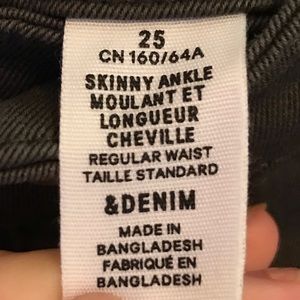 25
CN 160/64A
SKINNY ANKLE
MOULANT ET
LONGUEUR
CHEVILLE
REGULAR WAIST
TAILLE STANDARD
&DENIM
MADE IN
BANGLADESH
FABRIQUÉ EN
BANGLADESH